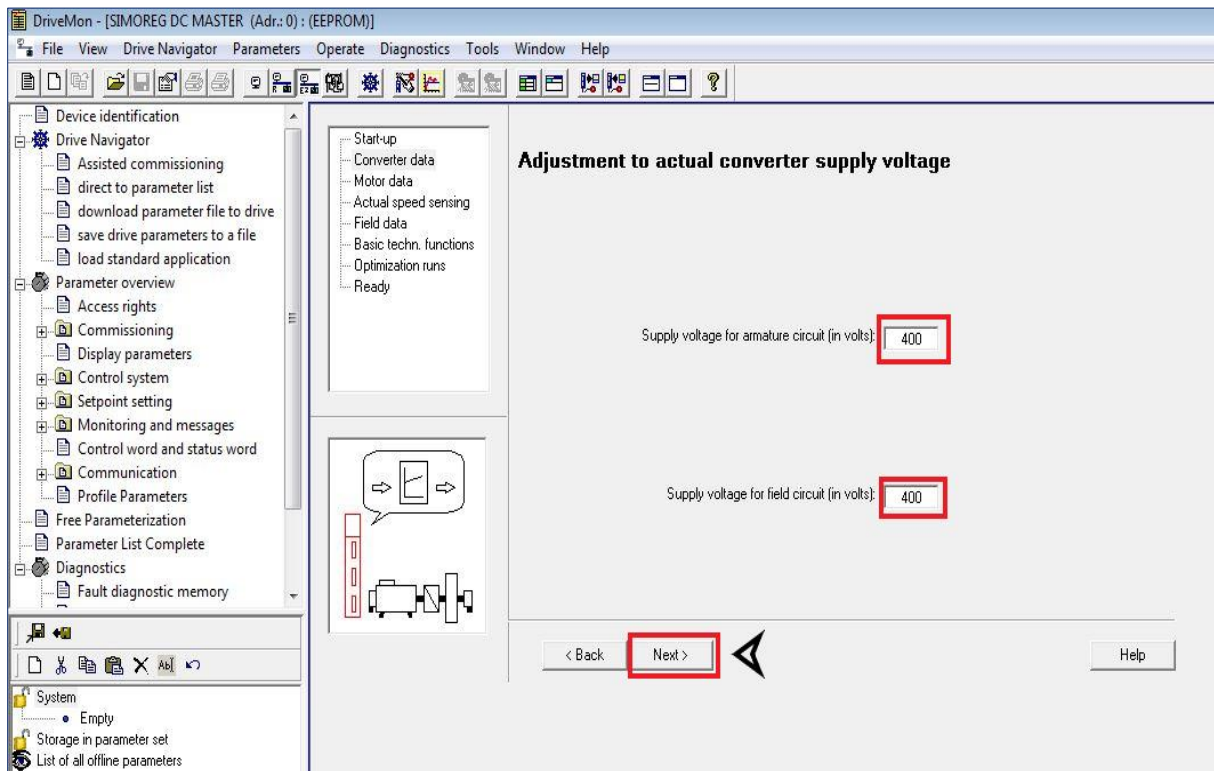 DriveMon - [SIMOREG DC MASTER (Adr.: 0) : (EEPROM)]
File View Drive Navigator Parameters Operate Diagnostics Tools Window Help
Device identification
Drive Navigator
Assisted commissioning
direct to parameter list
download parameter file to drive
save drive parameters to a file
load standard application
Parameter overview
Access rights
Commissioning
Display parameters
Control system
Setpoint setting
Monitoring and messages
Control word and status word
Communication
Profile Parameters
Free Parameterization
Parameter List Complete
Diagnostics
Fault diagnostic memory
System
Empty
Storage in parameter set
List of all offline parameters
Start-up
Converter data
Motor data
Actual speed sensing
Field data
Basic techn. functions
Optimization runs
Ready
Adjustment to actual converter supply voltage
Supply voltage for armature circuit (in volts): 400
Supply voltage for field circuit (in volts): 400
< Back Next > Help